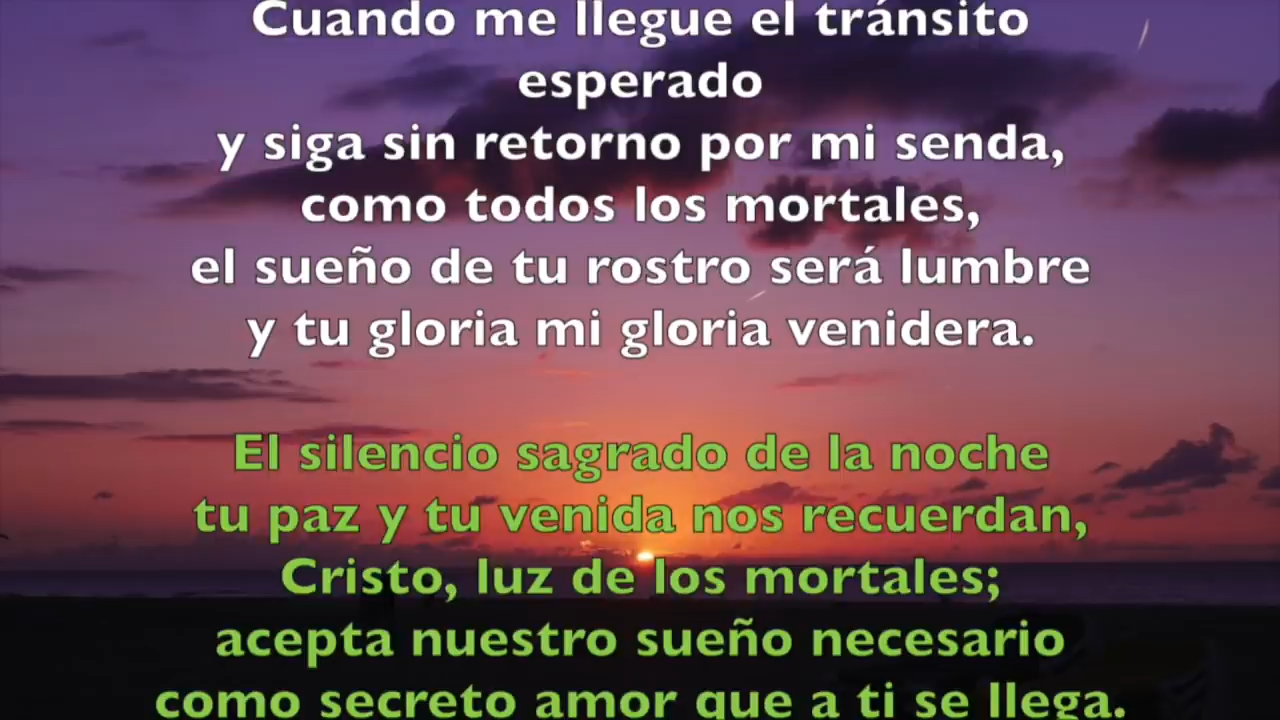 Cuando me llegue el tránsito
esperado
y siga sin retorno por mi senda,
como todos los mortales,
el sueño de tu rostro será lumbre
y tu gloria mi gloria venidera.
El silencio sagrado de la noche
tu paz y tu venida nos recuerdan,
Cristo, luz de los mortales;
acepta nuestro sueño necesario
como secreto amor que a ti se llega.